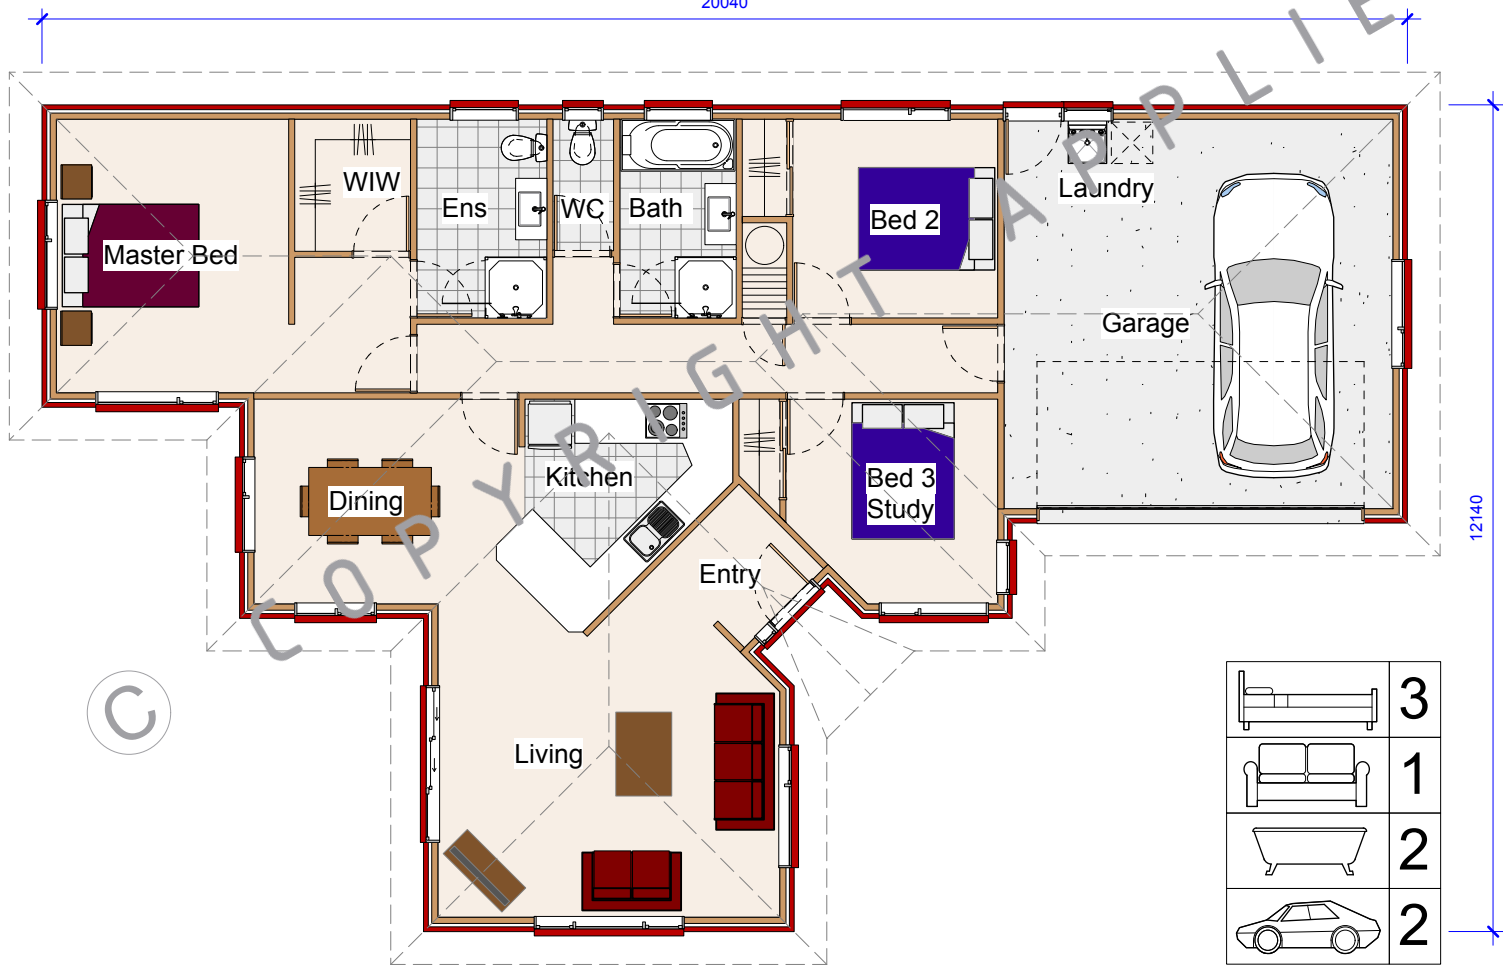 20040
WIW
Ens
WC
Bath
Master Bed
Bed 2
Laundry
Garage
Dining
Kitchen
Bed 3
Study
Entry
Living
12140
3
1
2
2
C COPYRIGHT APPLIE